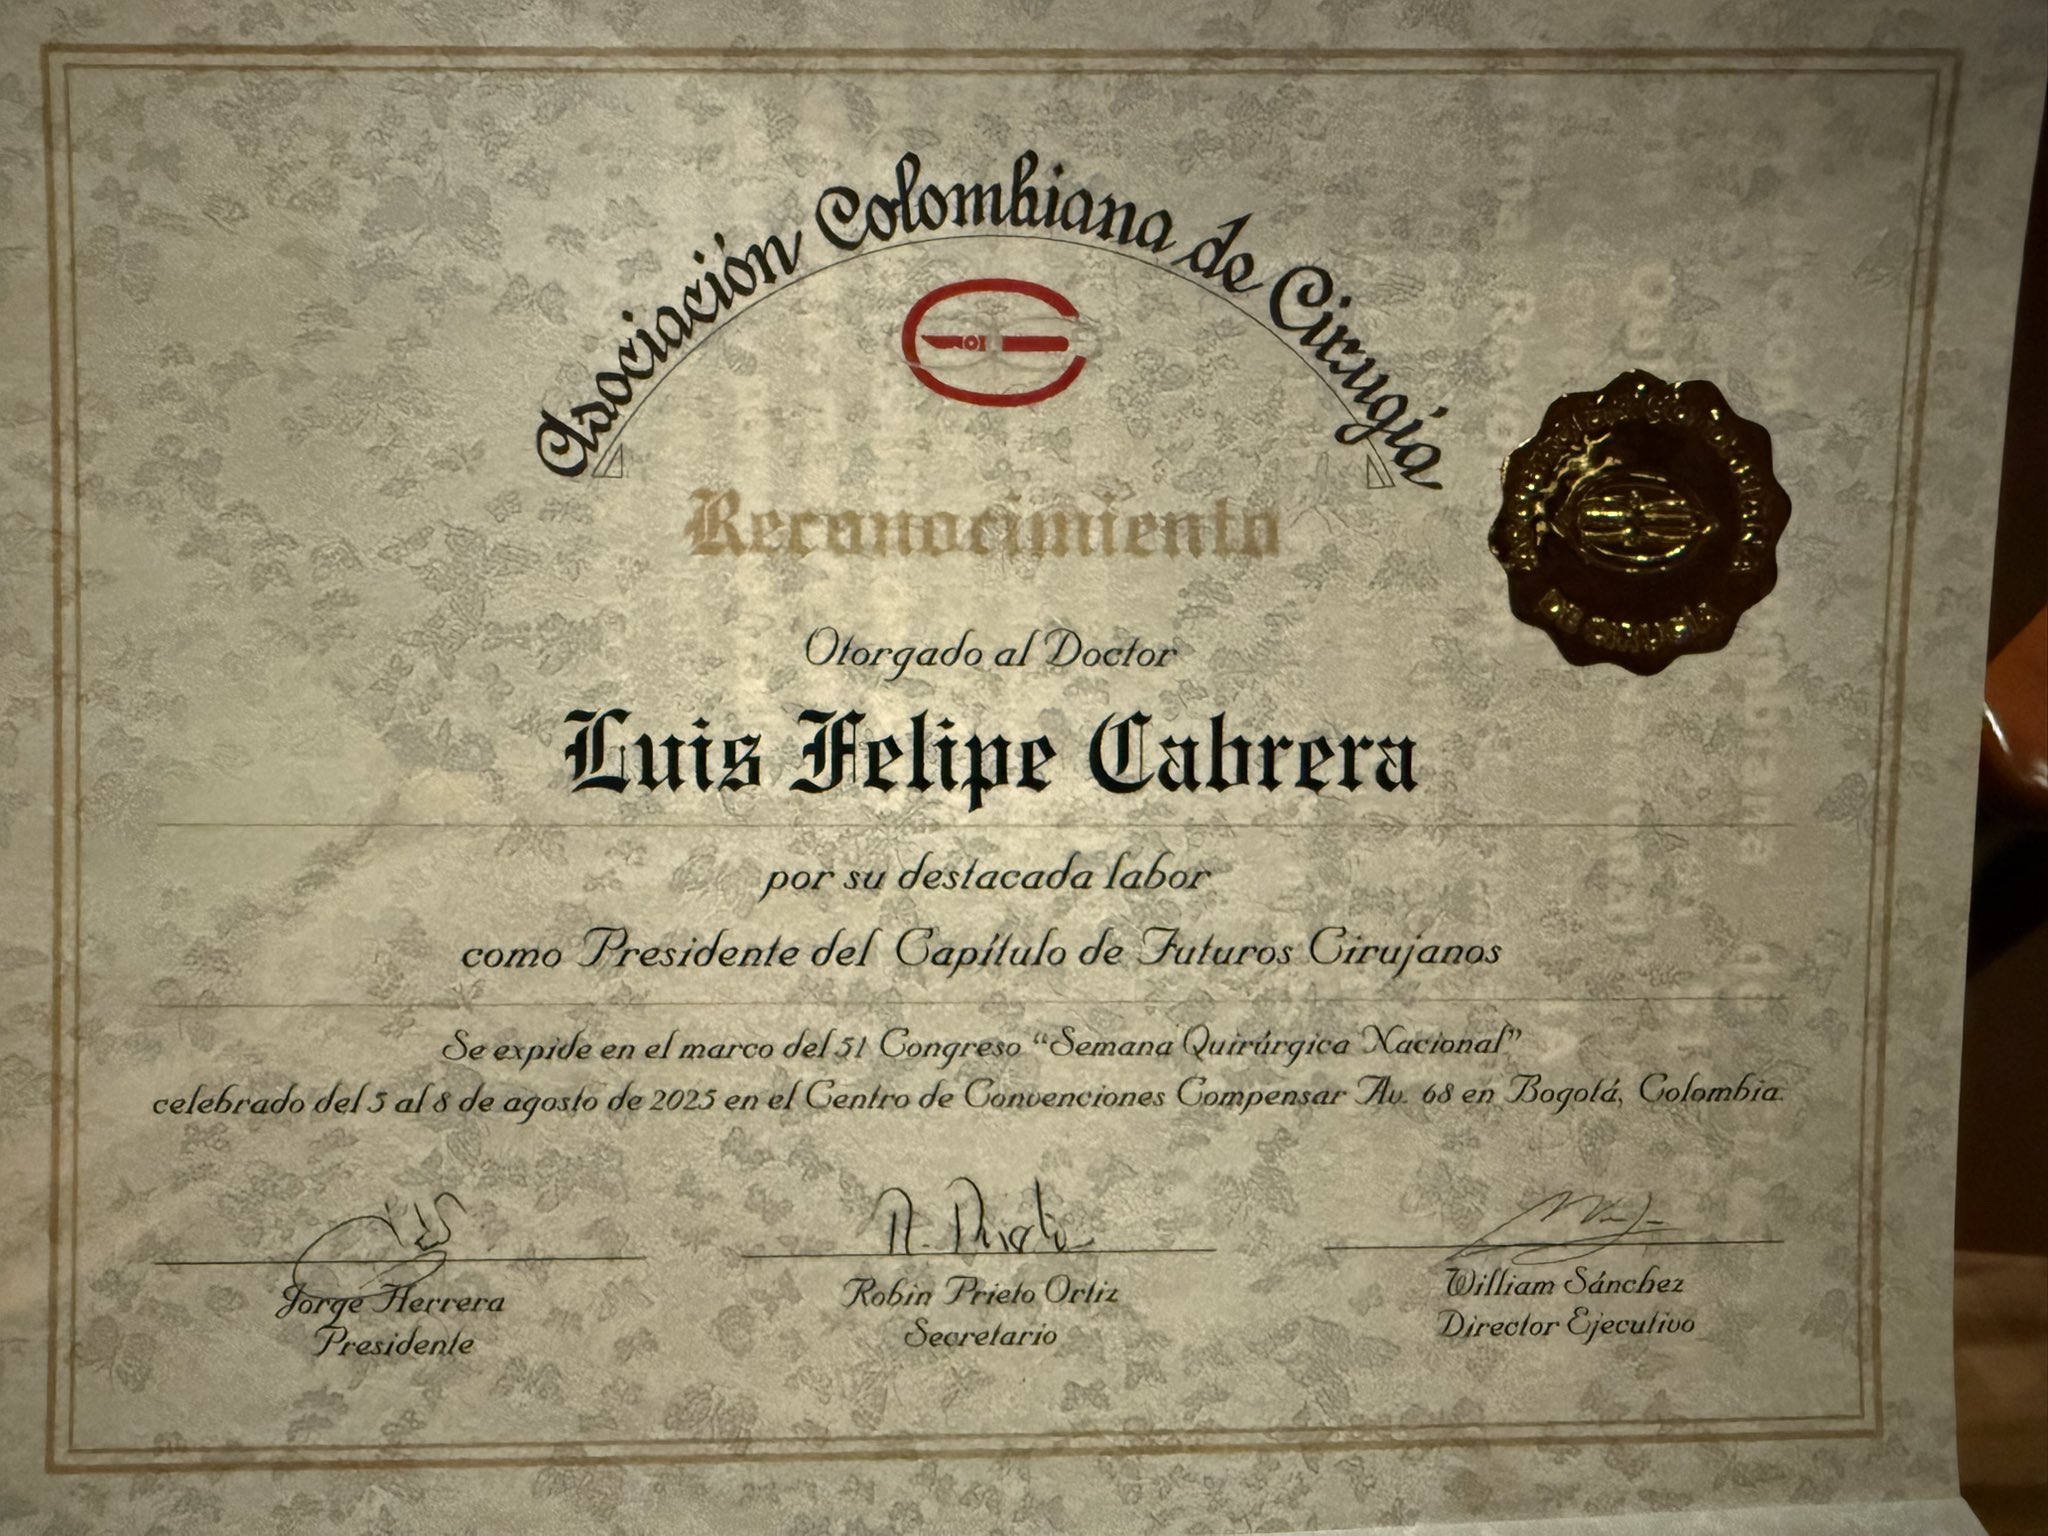 Asociación Colombiana de Cirugía
Reconocimiento
Otorgado al Doctor
Luis Felipe Cabrera
por su destacada labor
como Presidente del Capítulo de Futuros Cirujanos
Se expide en el marco del 51 Congreso “Semana Quirúrgica Nacional”
celebrado del 5 al 8 de agosto de 2025 en el Centro de Convenciones Compensar Av. 68 en Bogotá, Colombia.
R. Prieto
Jorge Herrera
Presidente
Robin Prieto Ortiz
Secretario
William Sánchez
Director Ejecutivo